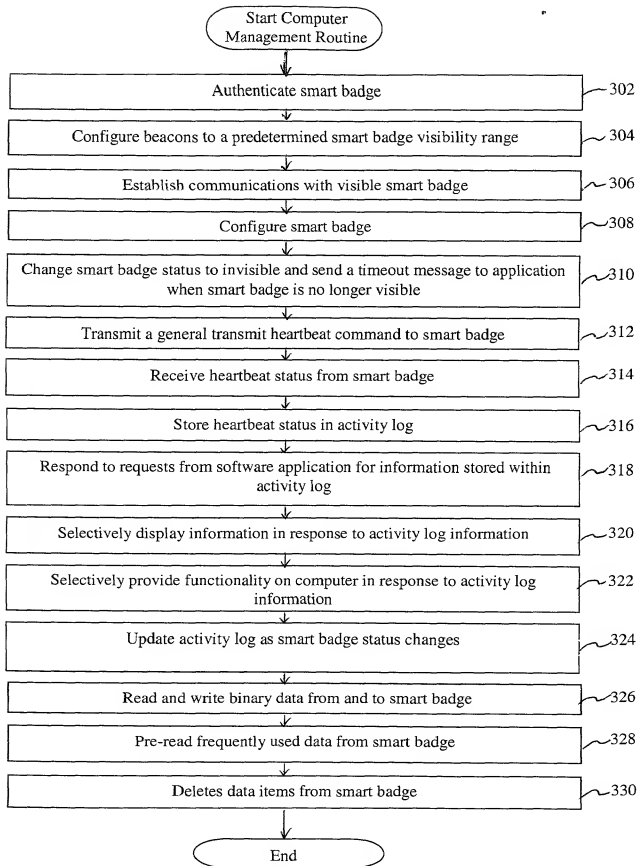 Start Computer
Management Routine
Authenticate smart badge
302
Configure beacons to a predetermined smart badge visibility range
304
Establish communications with visible smart badge
306
Configure smart badge
308
Change smart badge status to invisible and send a timeout message to application
when smart badge is no longer visible
310
Transmit a general transmit heartbeat command to smart badge
312
Receive heartbeat status from smart badge
314
Store heartbeat status in activity log
316
Respond to requests from software application for information stored within
activity log
318
Selectively display information in response to activity log information
320
Selectively provide functionality on computer in response to activity log
information
322
Update activity log as smart badge status changes
324
Read and write binary data from and to smart badge
326
Pre-read frequently used data from smart badge
328
Deletes data items from smart badge
330
End